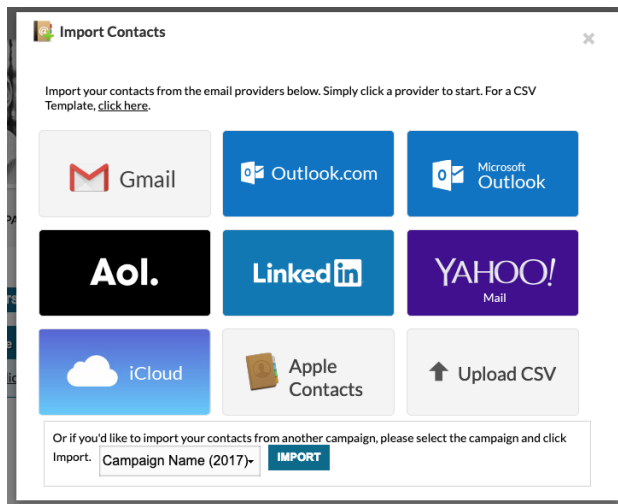 Import Contacts
×
Import your contacts from the email providers below. Simply click a provider to start. For a CSV
Template, click here.
Gmail
Outlook.com
Microsoft
Outlook
Aol.
Linked in
YAHOO!
Mail
iCloud
Apple
Contacts
Upload CSV
Or if you'd like to import your contacts from another campaign, please select the campaign and click
Import.
Campaign Name (2017)
IMPORT